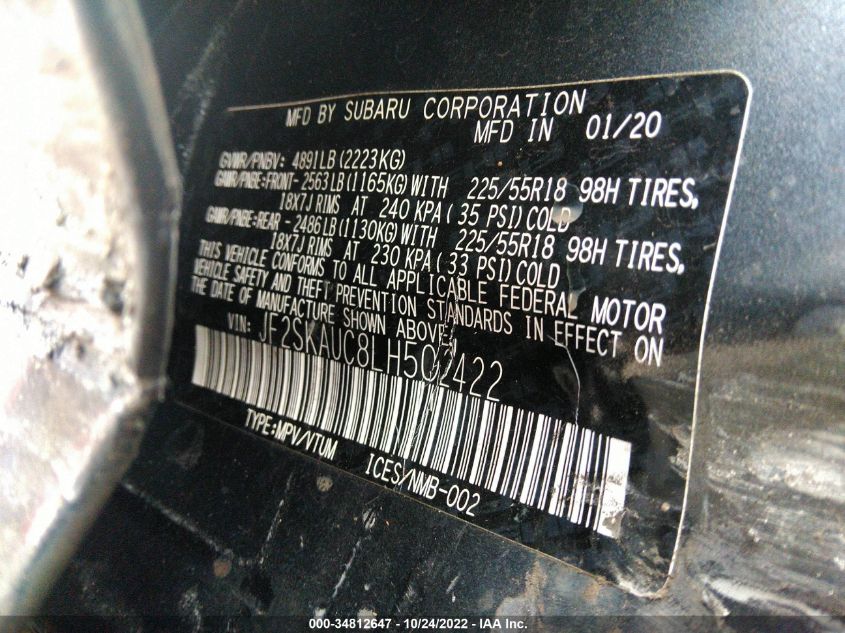 MFD BY SUBARU CORPORATION
MFD IN 01/20
GVWR/PNBV: 4891LB(2223KG)
GAWR/PNBE:FRONT-2563LB(1165KG)WITH 225/55R18 98H TIRES,
18X7J RIMS AT 240 KPA(35 PSI)COLD
GAWR/PNBE:REAR -2486LB(1130KG)WITH 225/55R18 98H TIRES,
18X7J RIMS AT 230 KPA(33 PSI)COLD
THIS VEHICLE CONFORMS TO ALL APPLICABLE FEDERAL MOTOR
VEHICLE SAFETY AND THEFT PREVENTION STANDARDS IN EFFECT ON
THE DATE OF MANUFACTURE SHOWN ABOVE.
VIN: JF2SKAUC8LH502422
TYPE:MPV/VTUM
ICES/NMB-002
000-34812647 - 10/24/2022 - IAA Inc.